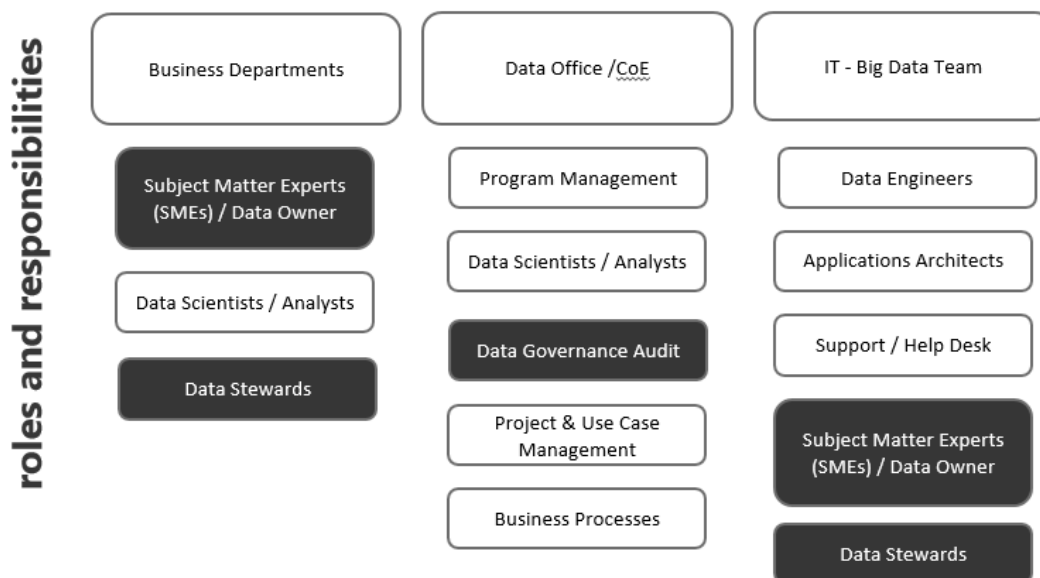 roles and responsibilities
Business Departments
Subject Matter Experts
(SMEs) / Data Owner
Data Scientists / Analysts
Data Stewards
Data Office /CoE
Program Management
Data Scientists / Analysts
Data Governance Audit
Project & Use Case
Management
Business Processes
IT - Big Data Team
Data Engineers
Applications Architects
Support / Help Desk
Subject Matter Experts
(SMEs) / Data Owner
Data Stewards